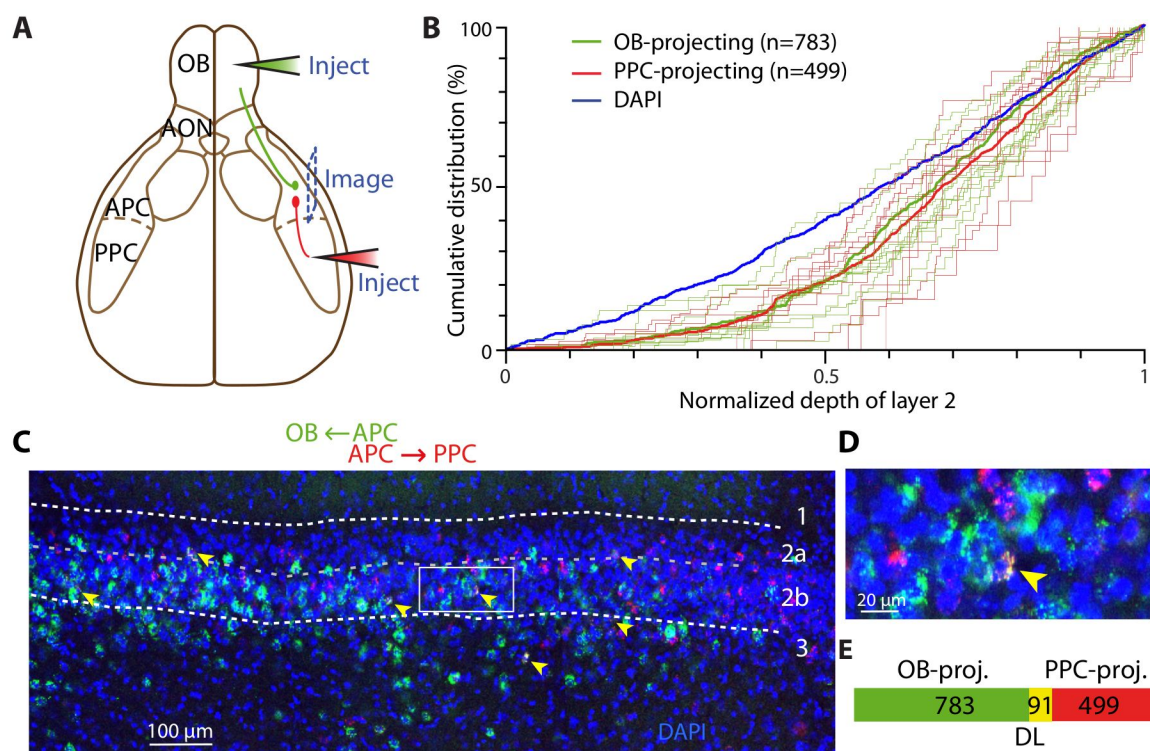 A
OB
Inject
AON
Image
APC
PPC
Inject
B
Cumulative distribution (%)
100
50
0
OB-projecting (n=783)
PPC-projecting (n=499)
DAPI
0
0.5
1
Normalized depth of layer 2
C
OB ←APC
APC → PPC
1
2a
2b
3
100 µm
DAPI
D
20 µm
E
OB-proj.
PPC-proj.
783
91
499
DL